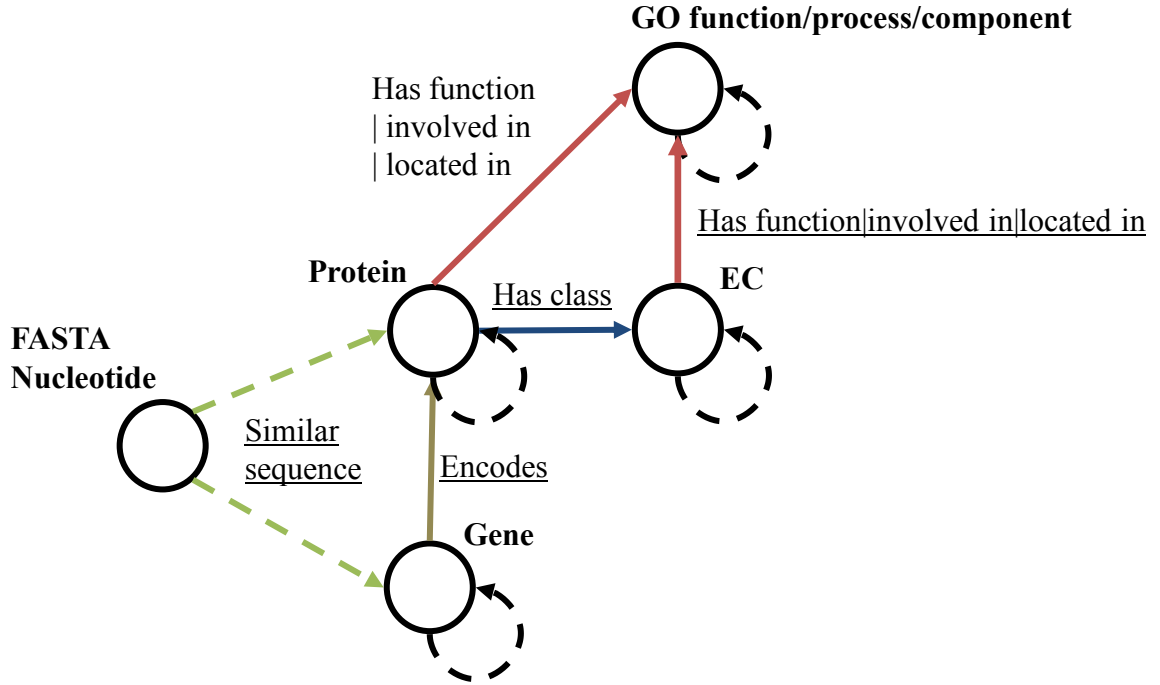 GO function/process/component
Has function
| involved in
| located in
Has function|involved in|located in
Protein
EC
Has class
FASTA
Nucleotide
Similar
sequence
Encodes
Gene